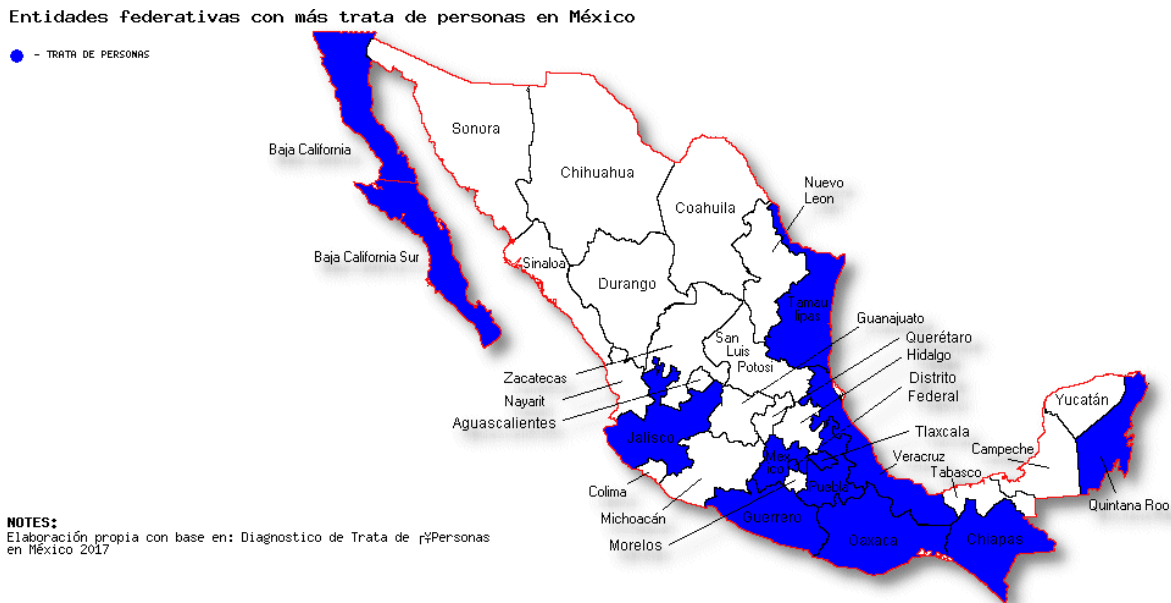 Entidades federativas con más trata de personas en México
- TRATA DE PERSONAS
Sonora
Baja California
Chihuahua
Nuevo
Leon
Coahuila
Baja California Sur
Sinaloa
Durango
Tamau
lipas
Guanajuato
San
Luis
Potosi
Querétaro
Hidalgo
Zacatecas
Distrito
Federal
Nayarit
Yucatán
Aguascalientes
Jalisco
Tlaxcala
Campeche
Veracruz
Mex
ico
Tabasco
Colima
Puebla
Quintana Roo
Michoacán
Guerrero
Morelos
Oaxaca
Chiapas
NOTES:
Elaboración propia con base en: Diagnostico de Trata de Personas
en México 2017